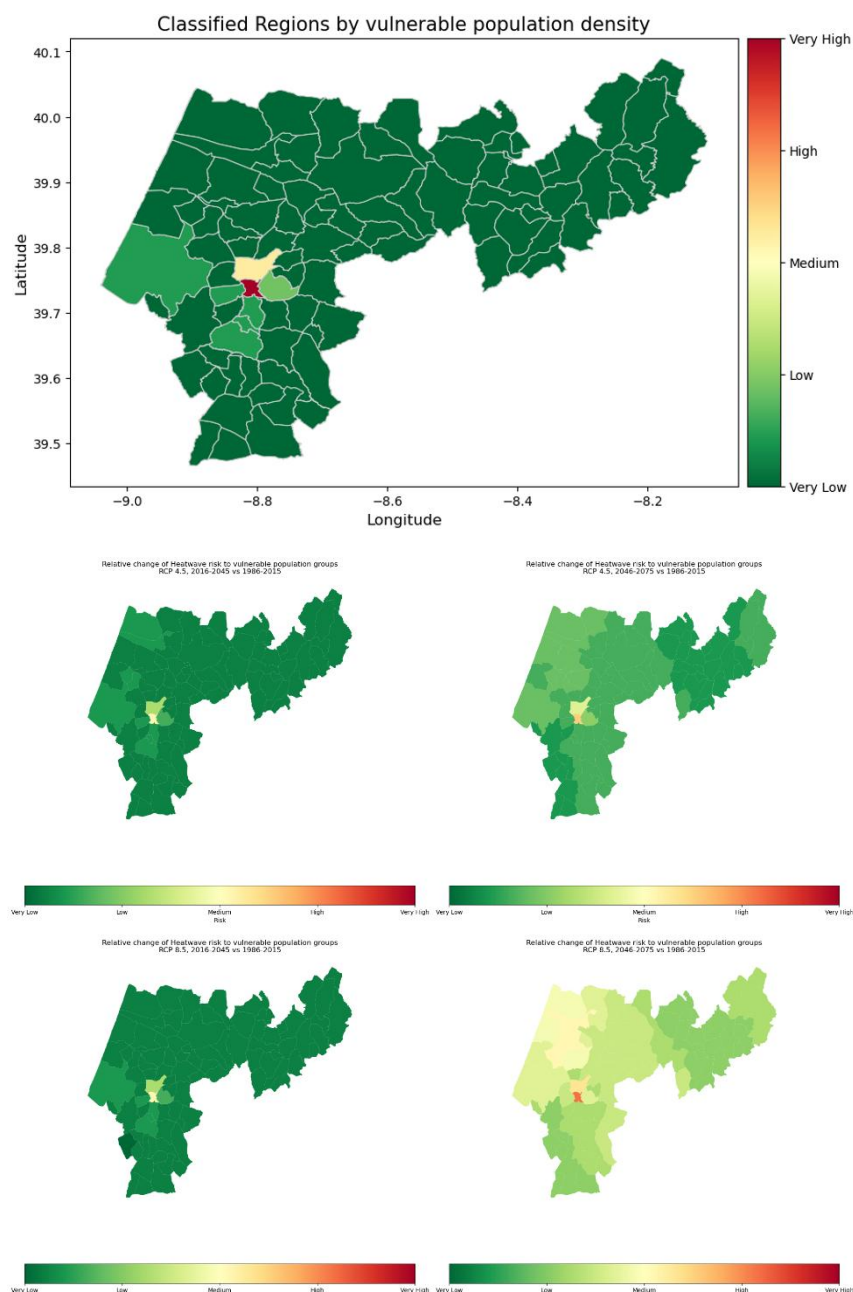 Classified Regions by vulnerable population density
40.1
40.0
39.9
39.8
39.7
39.6
39.5
Latitude
−9.0
−8.8
−8.6
−8.4
−8.2
Longitude
Very High
High
Medium
Low
Very Low
Relative change of Heatwave risk to vulnerable population groups
RCP 4.5, 2016-2045 vs 1986-2015
Very Low
Low
Medium
High
Very High
Risk
Relative change of Heatwave risk to vulnerable population groups
RCP 4.5, 2046-2075 vs 1986-2015
Very Low
Low
Medium
High
Very High
Risk
Relative change of Heatwave risk to vulnerable population groups
RCP 8.5, 2016-2045 vs 1986-2015
Very Low
Low
Medium
High
Very High
Relative change of Heatwave risk to vulnerable population groups
RCP 8.5, 2046-2075 vs 1986-2015
Very Low
Low
Medium
High
Very High